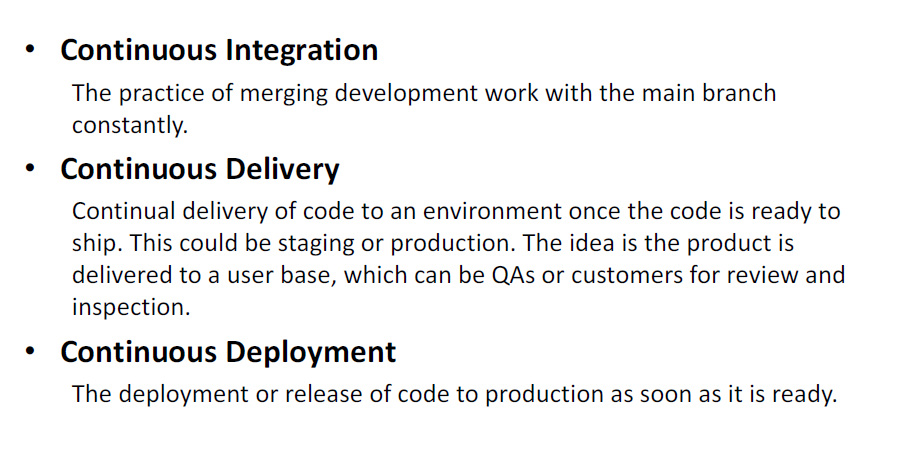 • Continuous Integration
The practice of merging development work with the main branch
constantly.
• Continuous Delivery
Continual delivery of code to an environment once the code is ready to
ship. This could be staging or production. The idea is the product is
delivered to a user base, which can be QAs or customers for review and
inspection.
• Continuous Deployment
The deployment or release of code to production as soon as it is ready.